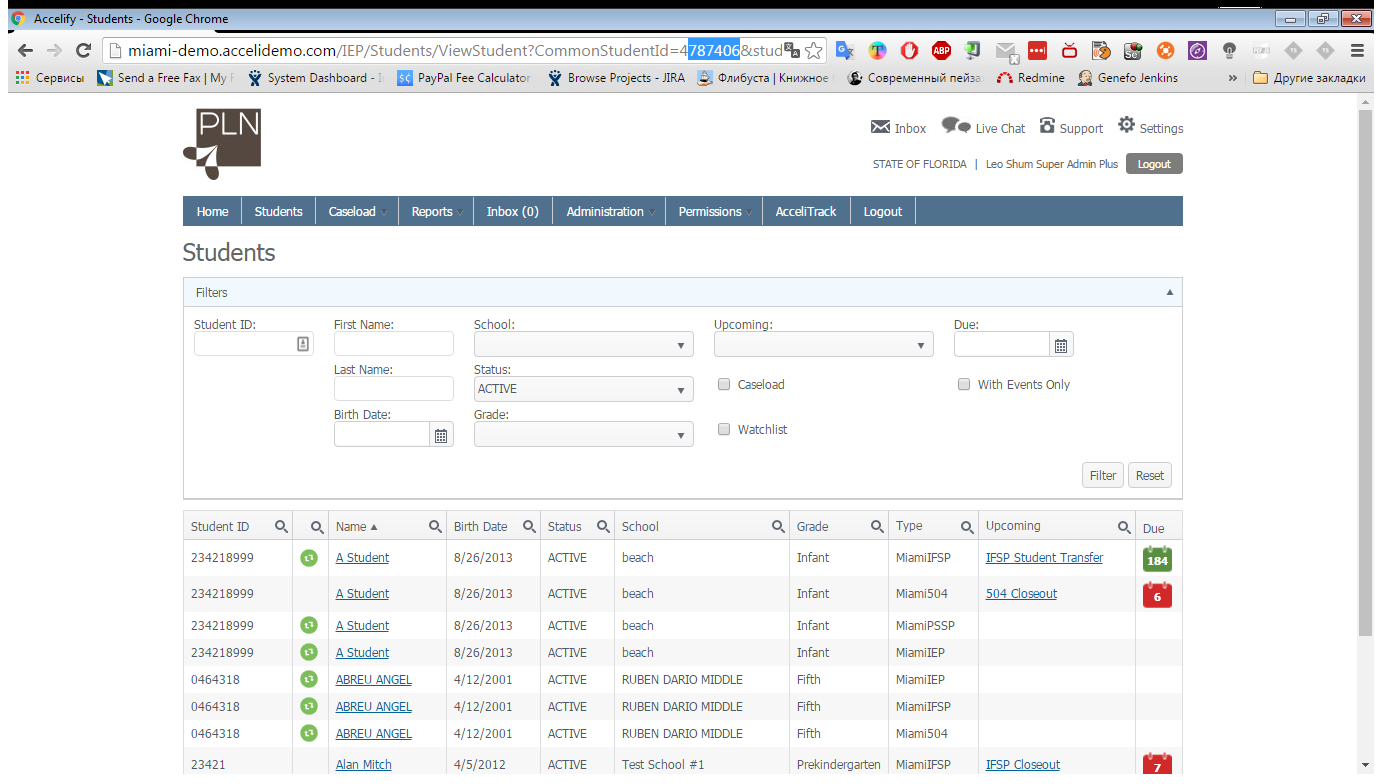 Accelify - Students - Google Chrome
miami-demo.accelidemo.com/IEP/Students/ViewStudent?CommonStudentId=4787406&stud
Сервисы Send a Free Fax | My System Dashboard - PayPal Fee Calculator Browse Projects - JIRA Флибуста | Книжное Современный пейза Redmine Genefo Jenkins » Другие закладки
PLN
Inbox Live Chat Support Settings
STATE OF FLORIDA | Leo Shum Super Admin Plus Logout
Home Students Caseload Reports Inbox (0) Administration Permissions AcceliTrack Logout
Students
Filters
Student ID: First Name: School: Upcoming: Due:
Last Name: Status:
ACTIVE Caseload With Events Only
Birth Date: Grade:
Watchlist
Filter Reset
Student ID Name Birth Date Status School Grade Type Upcoming Due
234218999 A Student 8/26/2013 ACTIVE beach Infant MiamiIFSP IFSP Student Transfer 184
234218999 A Student 8/26/2013 ACTIVE beach Infant Miami504 504 Closeout 6
234218999 A Student 8/26/2013 ACTIVE beach Infant MiamiPSSP
234218999 A Student 8/26/2013 ACTIVE beach Infant MiamiIEP
0464318 ABREU ANGEL 4/12/2001 ACTIVE RUBEN DARIO MIDDLE Fifth MiamiIEP
0464318 ABREU ANGEL 4/12/2001 ACTIVE RUBEN DARIO MIDDLE Fifth MiamiIFSP
0464318 ABREU ANGEL 4/12/2001 ACTIVE RUBEN DARIO MIDDLE Fifth Miami504
23421 Alan Mitch 4/5/2012 ACTIVE Test School #1 Prekindergarten MiamiIFSP IFSP Closeout 7